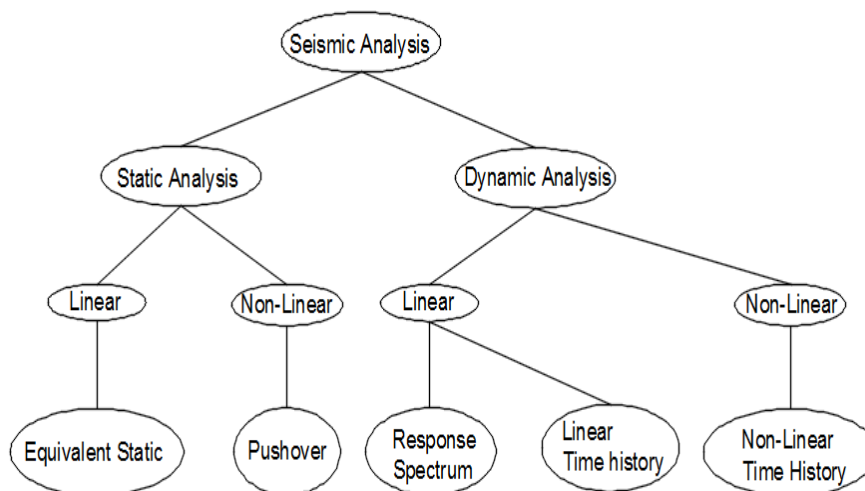 Seismic Analysis
Static Analysis
Dynamic Analysis
Linear
Non-Linear
Linear
Non-Linear
Equivalent Static
Pushover
Response
Spectrum
Linear
Time history
Non-Linear
Time History